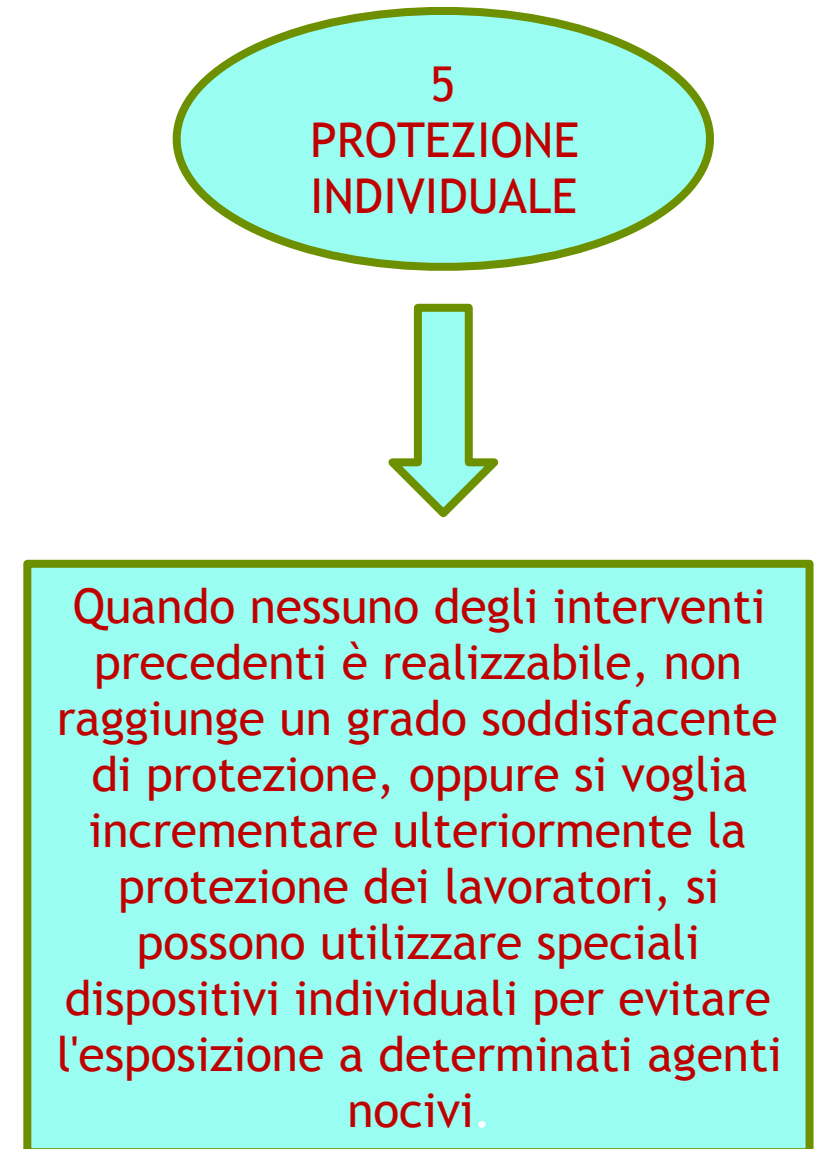 5
PROTEZIONE
INDIVIDUALE
Quando nessuno degli interventi
precedenti è realizzabile, non
raggiunge un grado soddisfacente
di protezione, oppure si voglia
incrementare ulteriormente la
protezione dei lavoratori, si
possono utilizzare speciali
dispositivi individuali per evitare
l'esposizione a determinati agenti
nocivi.